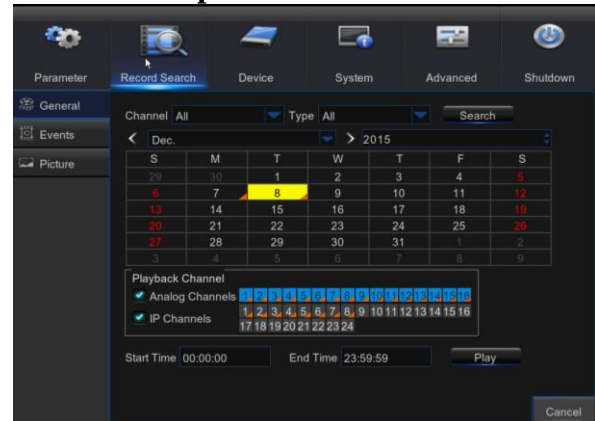 Parameter Record Search Device System Advanced Shutdown
General
Events
Picture
Channel All Type All Search
< Dec. > 2015
S M T W T F S
29 30 1 2 3 4 5
6 7 8 9 10 11 12
13 14 15 16 17 18 19
20 21 22 23 24 25 26
27 28 29 30 31 1 2
3 4 5 6 7 8 9
Playback Channel
Analog Channels 1 2 3 4 5 6 7 8 9 10 11 12 13 14 15 16
IP Channels 1 2 3 4 5 6 7 8 9 10 11 12 13 14 15 16
17 18 19 20 21 22 23 24
Start Time 00:00:00 End Time 23:59:59 Play
Cancel